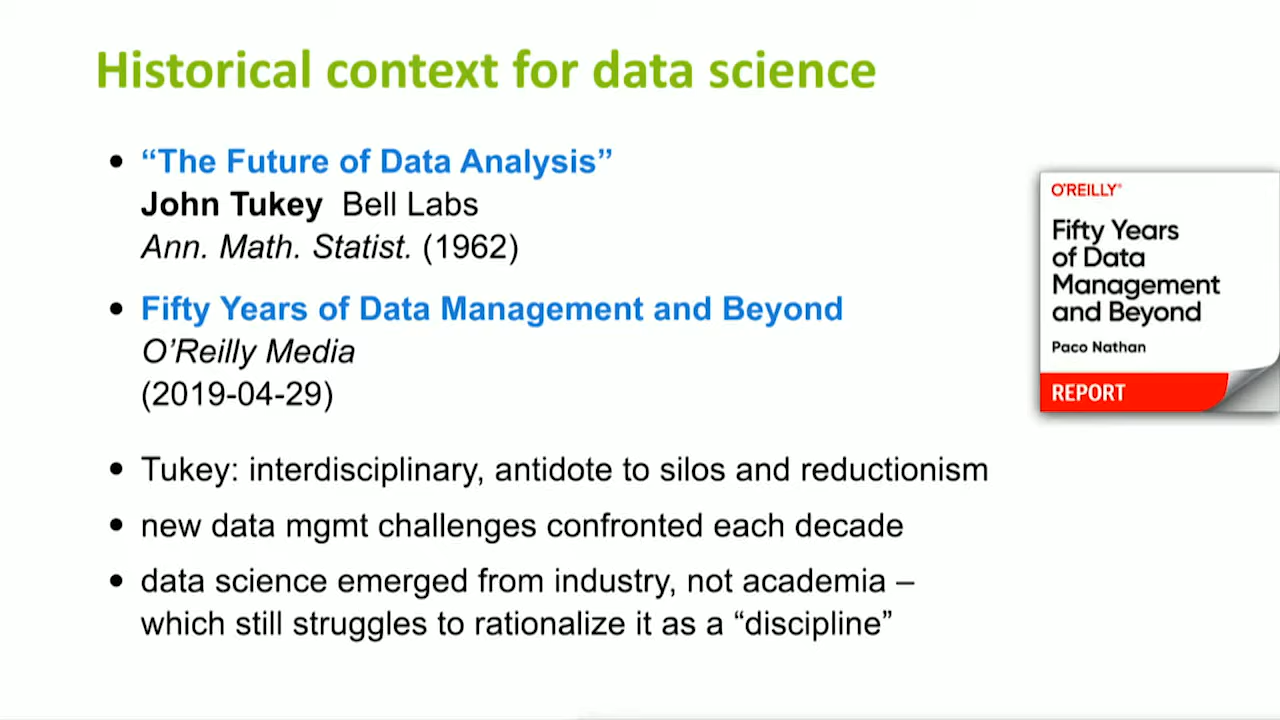 Historical context for data science
• “The Future of Data Analysis”
John Tukey Bell Labs
Ann. Math. Statist. (1962)
• Fifty Years of Data Management and Beyond
O’Reilly Media
(2019-04-29)
• Tukey: interdisciplinary, antidote to silos and reductionism
• new data mgmt challenges confronted each decade
• data science emerged from industry, not academia –
which still struggles to rationalize it as a “discipline”
O'REILLY®
Fifty Years
of Data
Management
and Beyond
Paco Nathan
REPORT